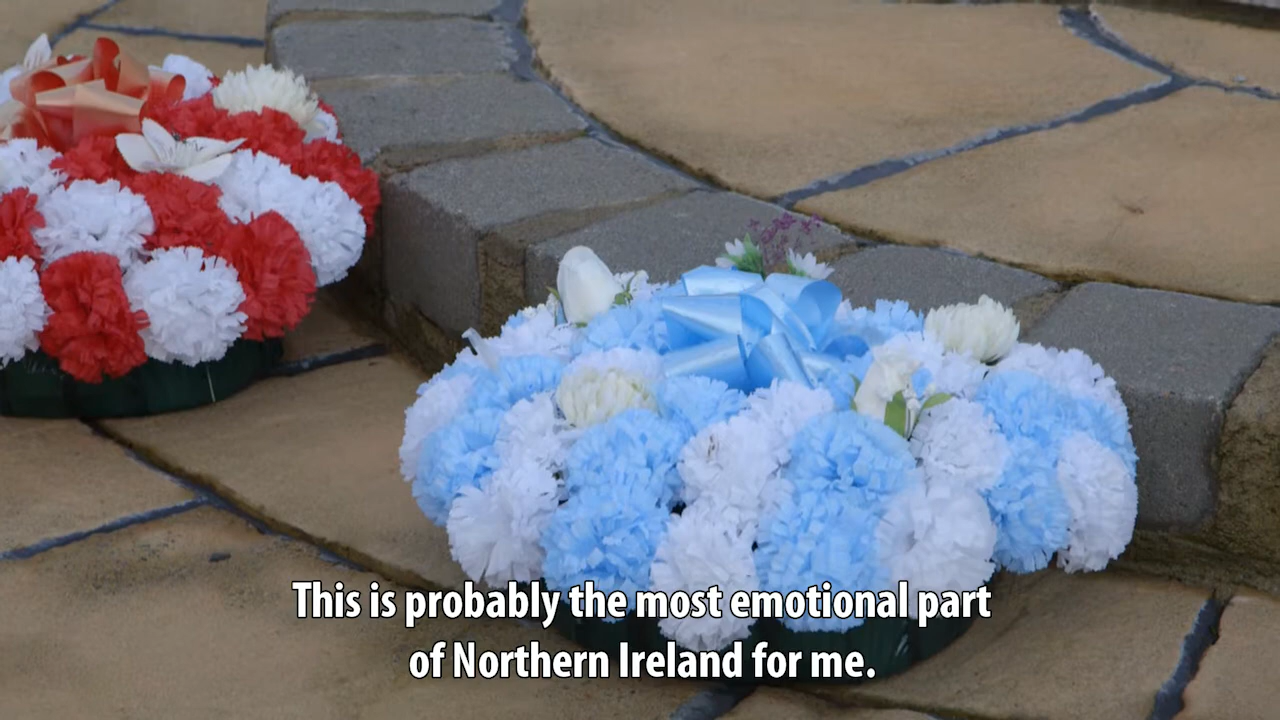 This is probably the most emotional part
of Northern Ireland for me.